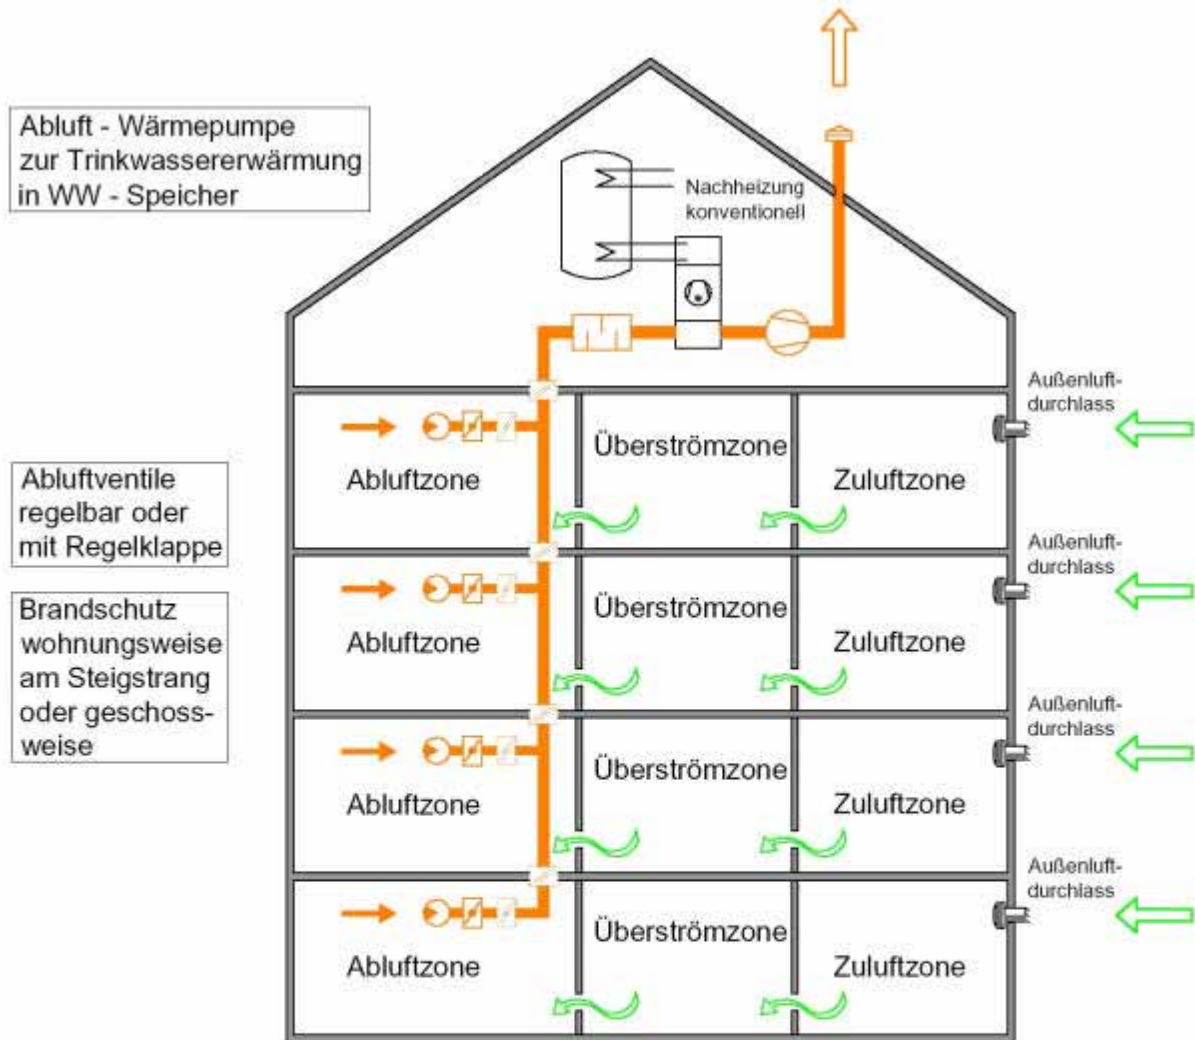 Abluft - Wärmepumpe
zur Trinkwassererwärmung
in WW - Speicher
Nachheizung
konventionell
Außenluft-
durchlass
Überströmzone
Abluftzone
Zuluftzone
Abluftventile
regelbar oder
mit Regelklappe
Außenluft-
durchlass
Überströmzone
Abluftzone
Zuluftzone
Brandschutz
wohnungsweise
am Steigstrang
oder geschoss-
weise
Außenluft-
durchlass
Überströmzone
Abluftzone
Zuluftzone
Außenluft-
durchlass
Überströmzone
Abluftzone
Zuluftzone